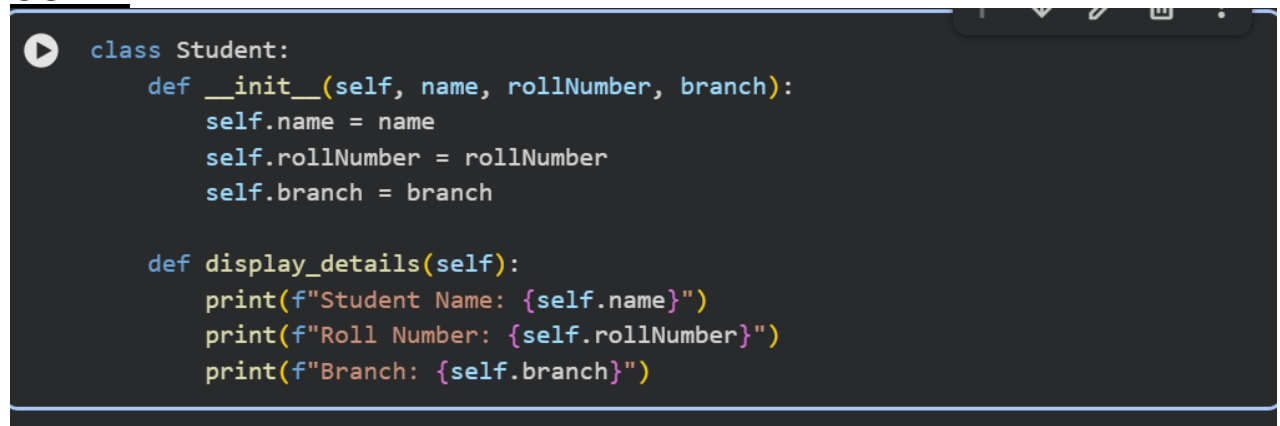 class Student:
    def __init__(self, name, rollNumber, branch):
        self.name = name
        self.rollNumber = rollNumber
        self.branch = branch

    def display_details(self):
        print(f"Student Name: {self.name}")
        print(f"Roll Number: {self.rollNumber}")
        print(f"Branch: {self.branch}")